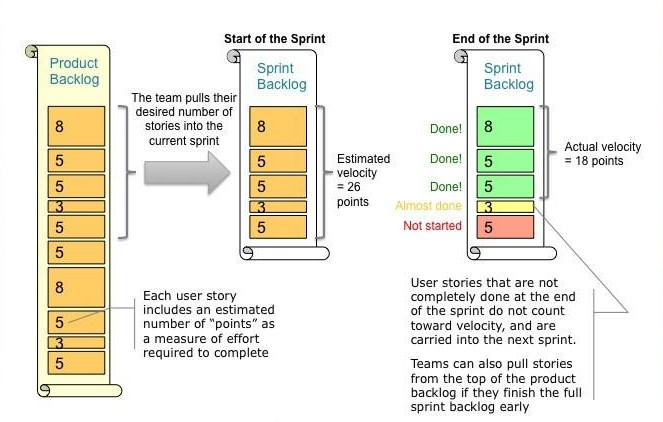 Product
Backlog
8
5
5
3
5
5
8
5
3
5
The team pulls their
desired number of
stories into the
current sprint
Each user story
includes an estimated
number of “points” as
a measure of effort
required to complete
Start of the Sprint
Sprint
Backlog
8
5
5
3
5
Estimated
velocity
= 26
points
End of the Sprint
Sprint
Backlog
Done! 8
Done! 5
Done! 5
Almost done 3
Not started 5
Actual velocity
= 18 points
User stories that are not
completely done at the end
of the sprint do not count
toward velocity, and are
carried into the next sprint.
Teams can also pull stories
from the top of the product
backlog if they finish the full
sprint backlog early